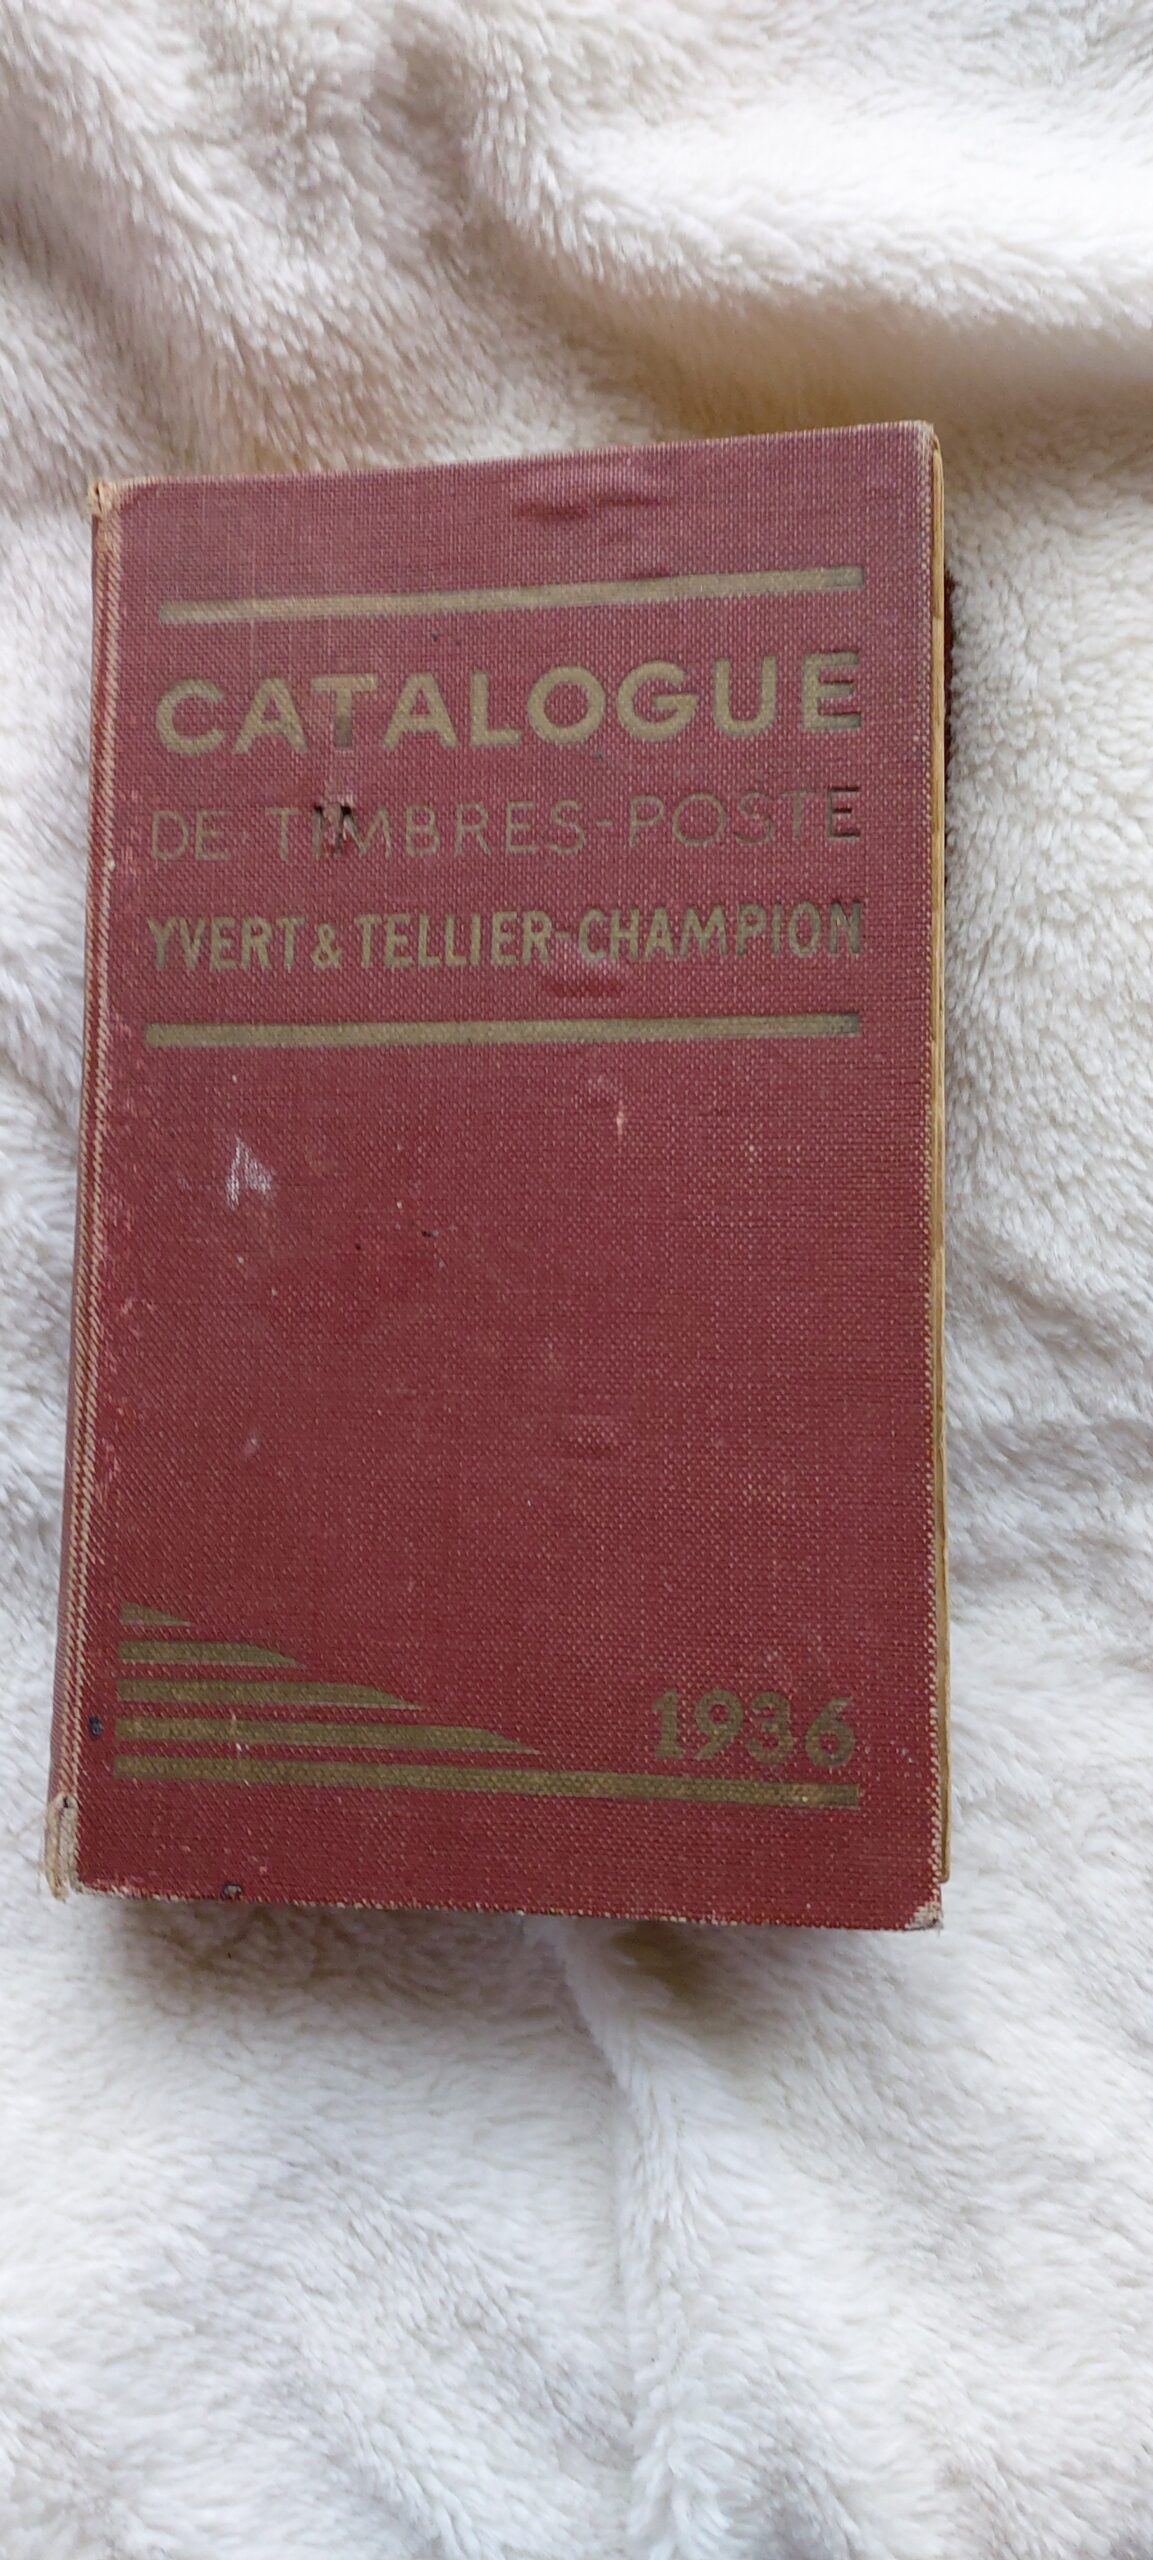 CATALOGUE
DE TIMBRES-POSTE
YVERT & TELLIER-CHAMPION
1936